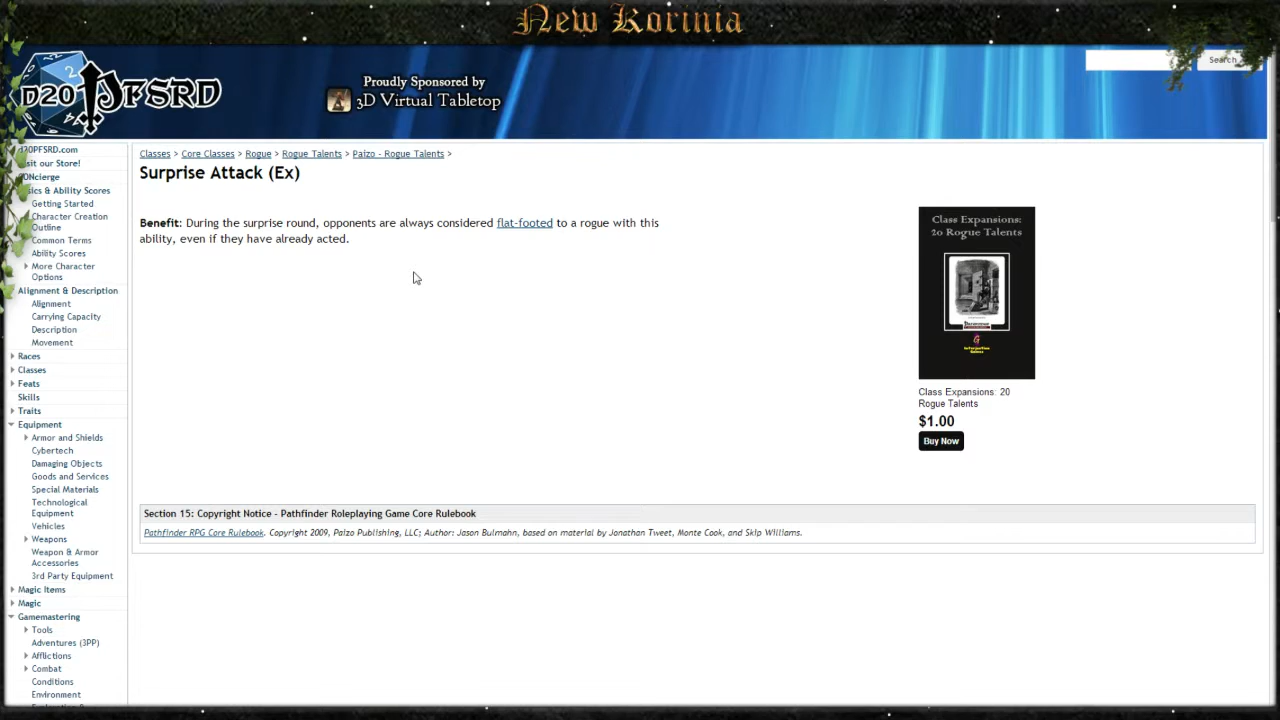 New Korinia
D20PFSRD
Proudly Sponsored by
3D Virtual Tabletop
Search
D20PFSRD.com
isit our Store!
ONcierge
sics & Ability Scores
Getting Started
Character Creation
Outline
Common Terms
Ability Scores
More Character
Options
Alignment & Description
Alignment
Carrying Capacity
Description
Movement
Races
Classes
Feats
Skills
Traits
Equipment
Armor and Shields
Cybertech
Damaging Objects
Goods and Services
Special Materials
Technological
Equipment
Vehicles
Weapons
Weapon & Armor
Accessories
3rd Party Equipment
Magic Items
Magic
Gamemastering
Tools
Adventures (3PP)
Afflictions
Combat
Conditions
Environment
Classes > Core Classes > Rogue > Rogue Talents > Paizo - Rogue Talents >
Surprise Attack (Ex)
Benefit: During the surprise round, opponents are always considered flat-footed to a rogue with this
ability, even if they have already acted.
Class Expansions:
20 Rogue Talents
Class Expansions: 20
Rogue Talents
$1.00
Buy Now
Section 15: Copyright Notice - Pathfinder Roleplaying Game Core Rulebook
Pathfinder RPG Core Rulebook. Copyright 2009, Paizo Publishing, LLC; Author: Jason Bulmahn, based on material by Jonathan Tweet, Monte Cook, and Skip Williams.